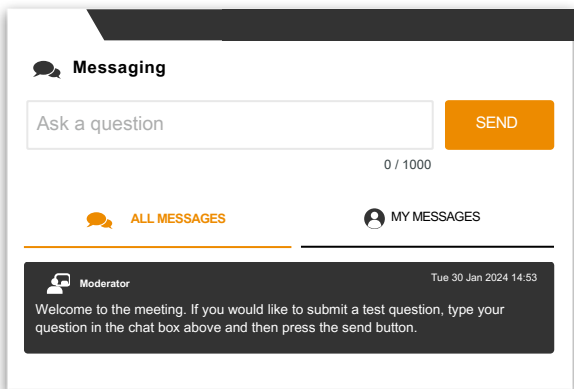 Messaging
Ask a question
SEND
0 / 1000
ALL MESSAGES
MY MESSAGES
Moderator
Tue 30 Jan 2024 14:53
Welcome to the meeting. If you would like to submit a test question, type your
question in the chat box above and then press the send button.